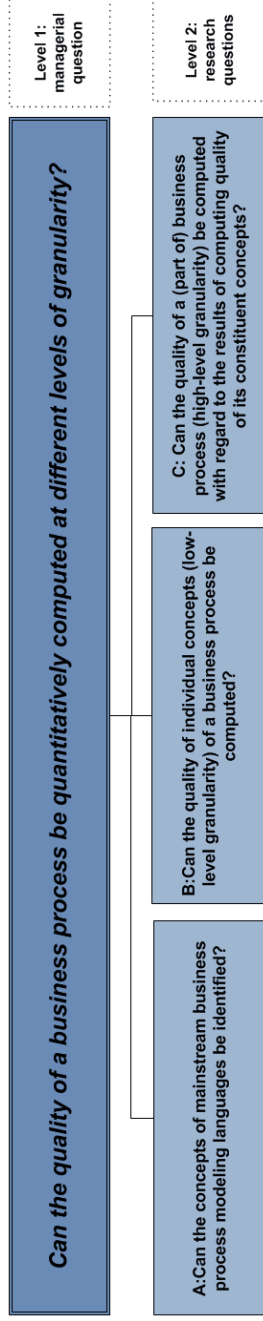 Can the quality of a business process be quantitatively computed at different levels of granularity?
Level 1:
managerial
question
A:Can the concepts of mainstream business
process modeling languages be identified?
B:Can the quality of individual concepts (low-
level granularity) of a business process be
computed?
C: Can the quality of a (part of) business
process (high-level granularity) be computed
with regard to the results of computing quality
of its constituent concepts?
Level 2:
research
questions